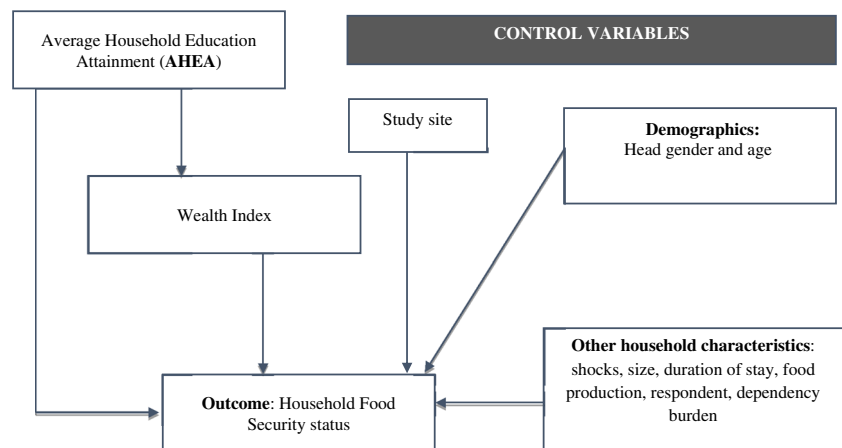 Average Household Education
Attainment (AHEA)
CONTROL VARIABLES
Study site
Demographics:
Head gender and age
Wealth Index
Other household characteristics:
shocks, size, duration of stay, food
production, respondent, dependency
burden
Outcome: Household Food
Security status